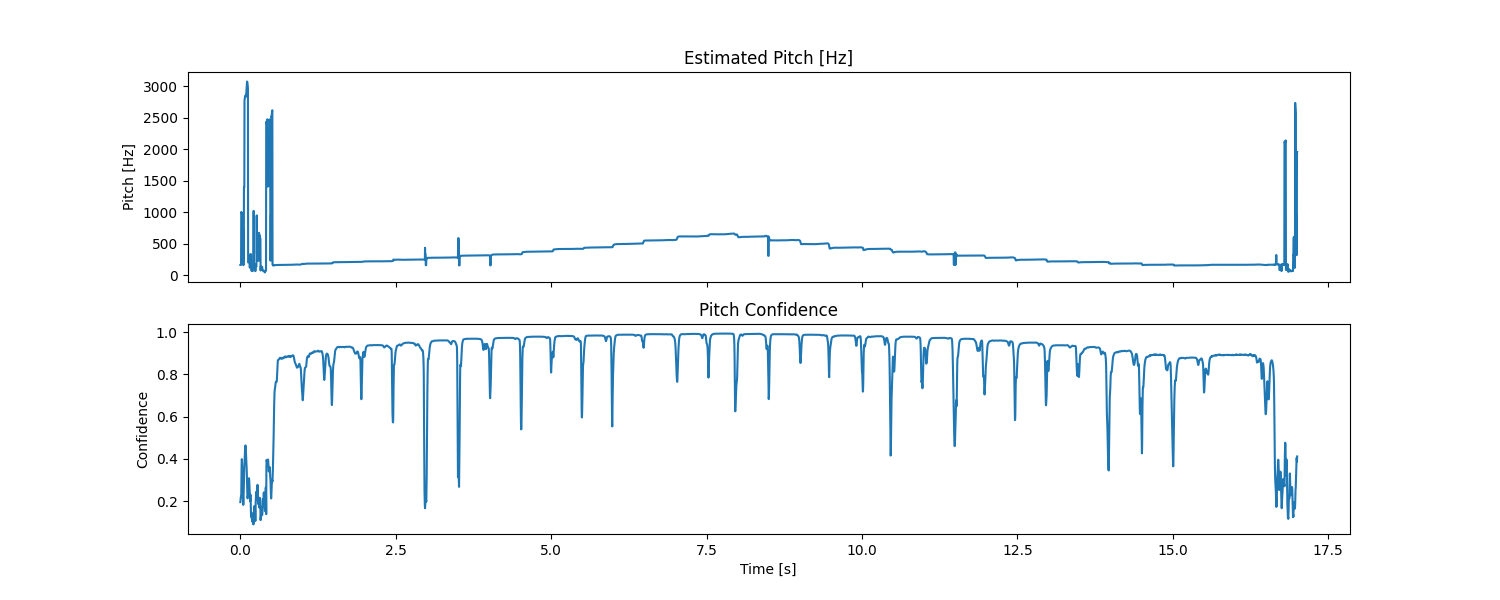 Estimated Pitch [Hz]
3000
2500
2000
1500
1000
500
0
Pitch [Hz]
Pitch Confidence
1.0
0.8
0.6
0.4
0.2
Confidence
0.0 2.5 5.0 7.5 10.0 12.5 15.0 17.5
Time [s]